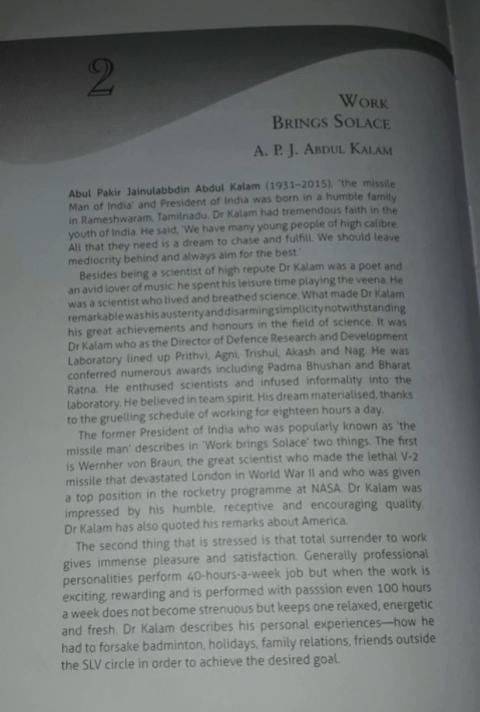 2
WORK
BRINGS SOLACE
A. P. J. ABDUL KALAM
Abul Pakir Jainulabbdin Abdul Kalam (1931–2015), 'the missile
Man of India' and President of India was born in a humble family
in Rameshwaram, Tamilnadu. Dr Kalam had tremendous faith in the
youth of India. He said, 'We have many young people of high calibre.
All that they need is a dream to chase and fulfill. We should leave
mediocrity behind and always aim for the best.'
Besides being a scientist of high repute Dr Kalam was a poet and
an avid lover of music: he spent his leisure time playing the veena. He
was a scientist who lived and breathed science. What made Dr Kalam
remarkable was his austerity and disarming simplicity notwithstanding
his great achievements and honours in the field of science. It was
Dr Kalam who as the Director of Defence Research and Development
Laboratory lined up Prithvi, Agni, Trishul, Akash and Nag. He was
conferred numerous awards including Padma Bhushan and Bharat
Ratna. He enthused scientists and infused informality into the
laboratory. He believed in team spirit. His dream materialised, thanks
to the gruelling schedule of working for eighteen hours a day.
The former President of India who was popularly known as 'the
missile man' describes in 'Work brings Solace' two things. The first
is Wernher von Braun, the great scientist who made the lethal V-2
missile that devastated London in World War II and who was given
a top position in the rocketry programme at NASA. Dr Kalam was
impressed by his humble, receptive and encouraging quality.
Dr Kalam has also quoted his remarks about America.
The second thing that is stressed is that total surrender to work
gives immense pleasure and satisfaction. Generally professional
personalities perform 40-hours-a-week job but when the work is
exciting, rewarding and is performed with passsion even 100 hours
a week does not become strenuous but keeps one relaxed, energetic
and fresh. Dr Kalam describes his personal experiences—how he
had to forsake badminton, holidays, family relations, friends outside
the SLV circle in order to achieve the desired goal.